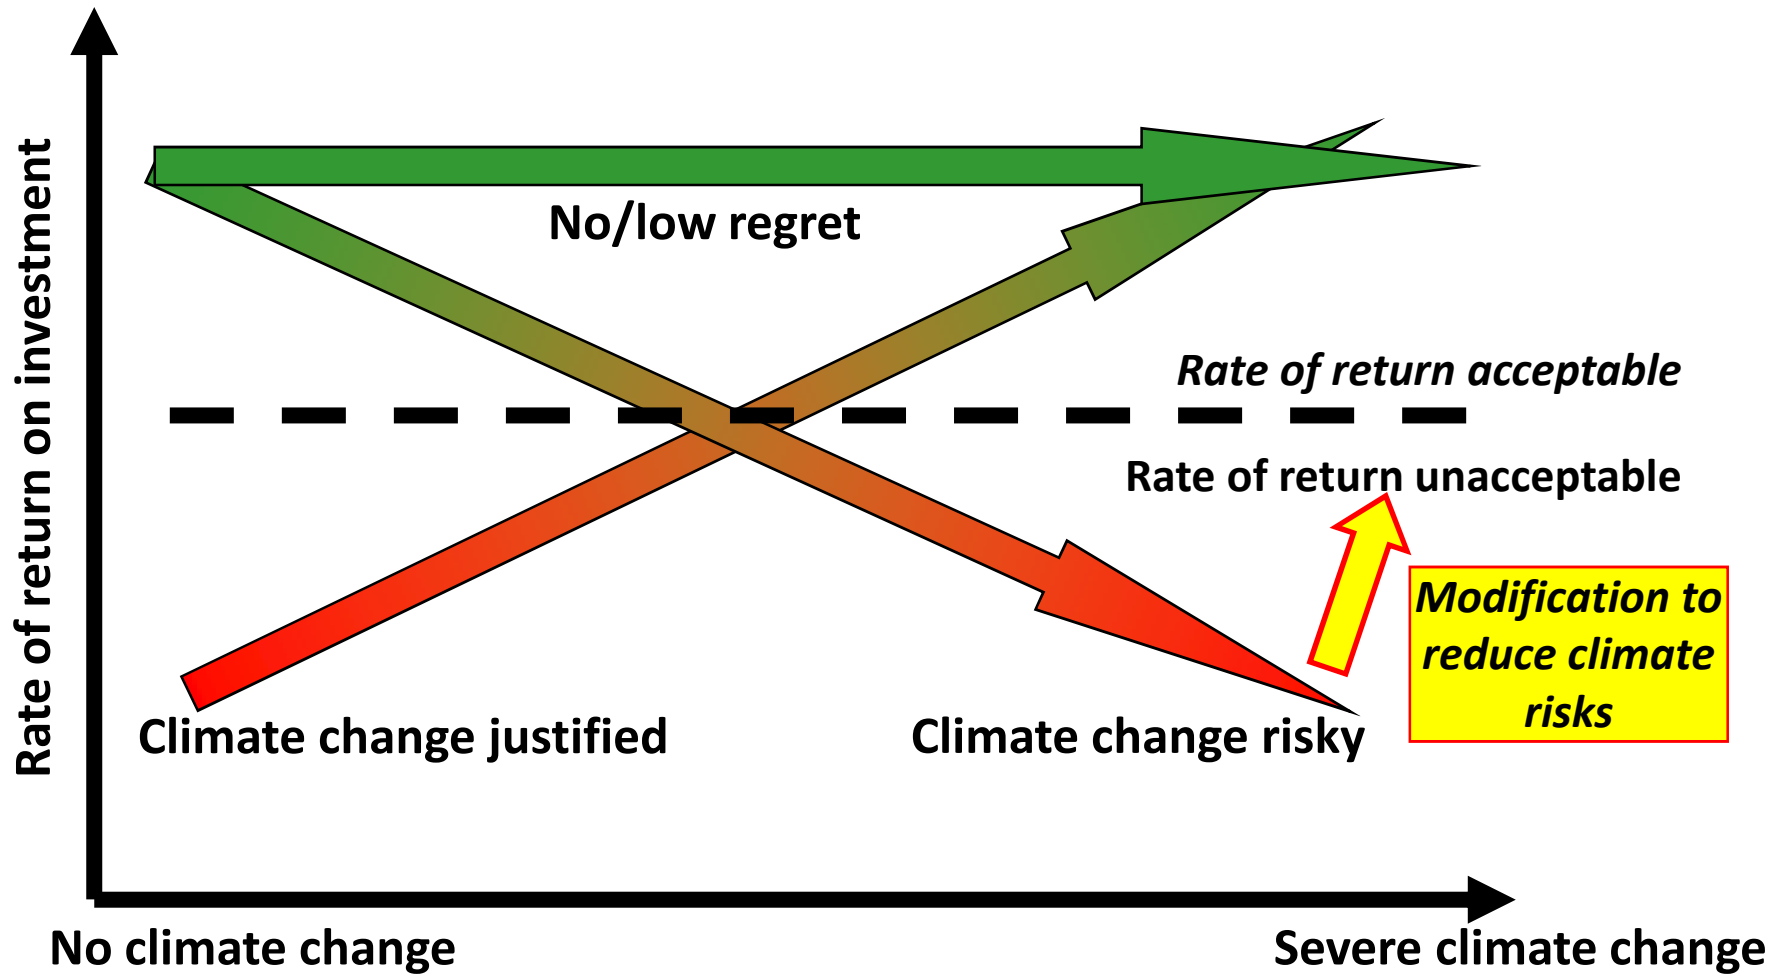 Rate of return on investment
No/low regret
Rate of return acceptable
Rate of return unacceptable
Modification to
reduce climate
risks
Climate change justified
Climate change risky
No climate change
Severe climate change